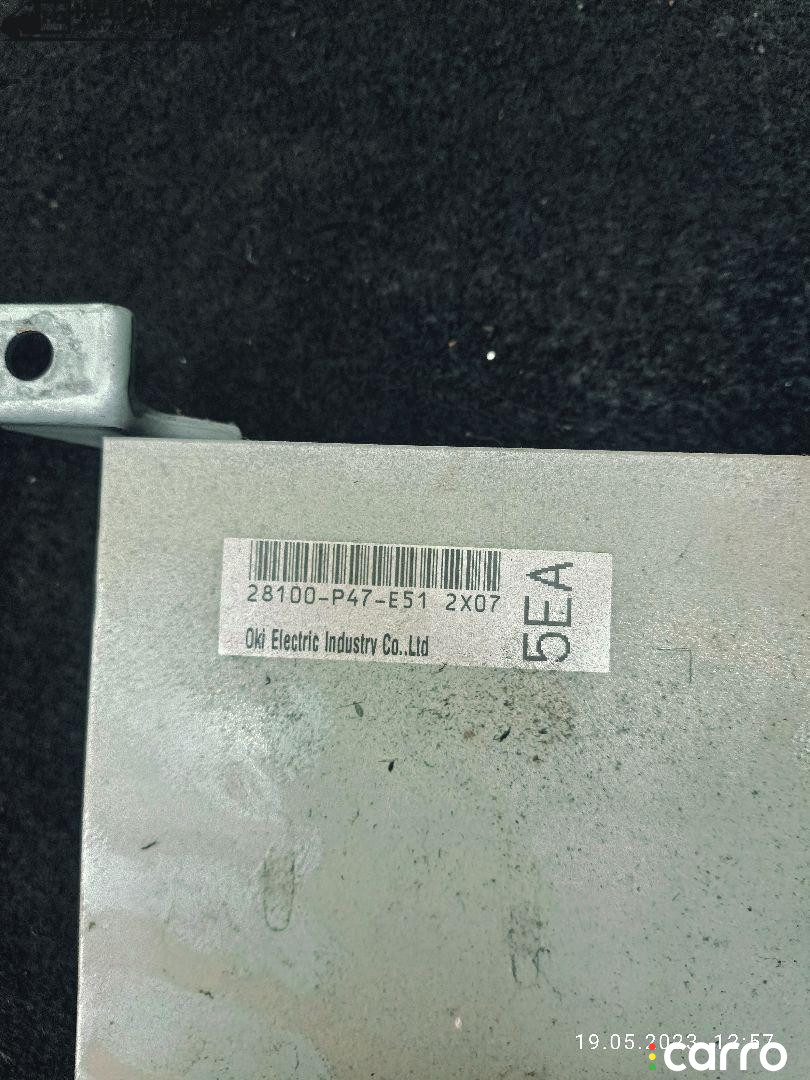 28100-P47-E51 2X07
Oki Electric Industry Co.,Ltd
5EA
19.05.2023 12:57
carro